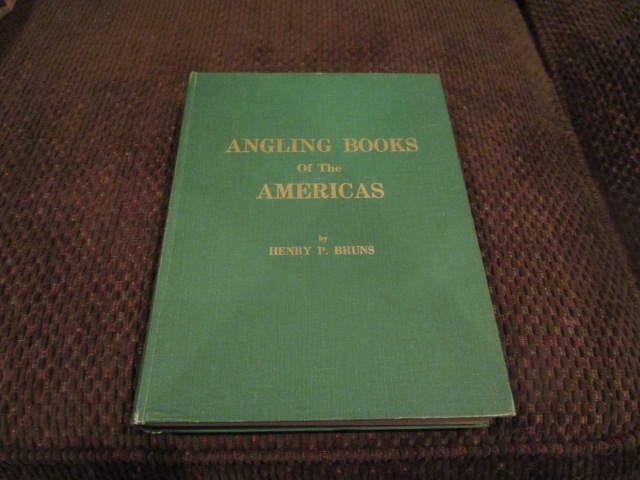 ANGLING BOOKS
Of The
AMERICAS
by
HENRY P. BRUNS